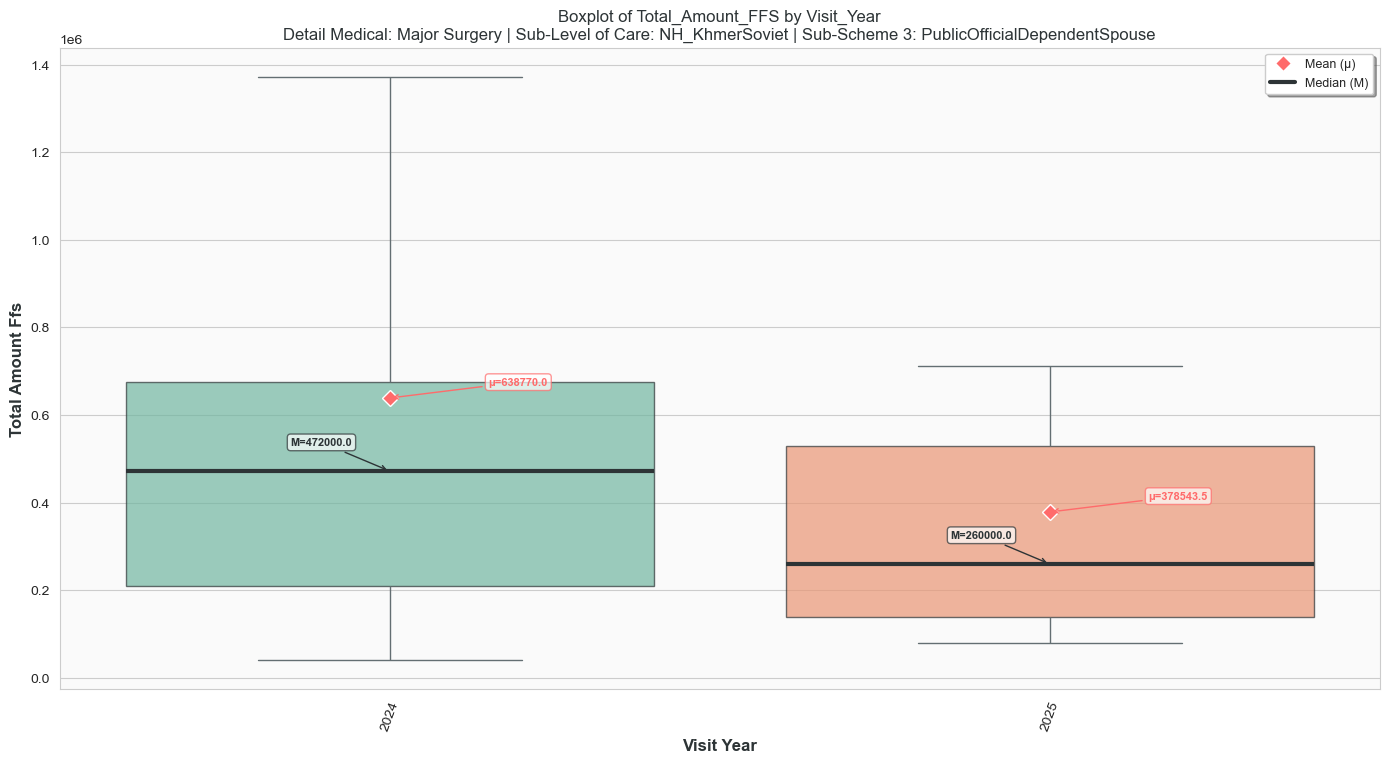 Boxplot of Total_Amount_FFS by Visit_Year
Detail Medical: Major Surgery | Sub-Level of Care: NH_KhmerSoviet | Sub-Scheme 3: PublicOfficialDependentSpouse
1e6
1.4
1.2
1.0
0.8
0.6
0.4
0.2
0.0
Total Amount Ffs
Mean (μ)
Median (M)
μ=638770.0
M=472000.0
μ=378543.5
M=260000.0
2024
2025
Visit Year